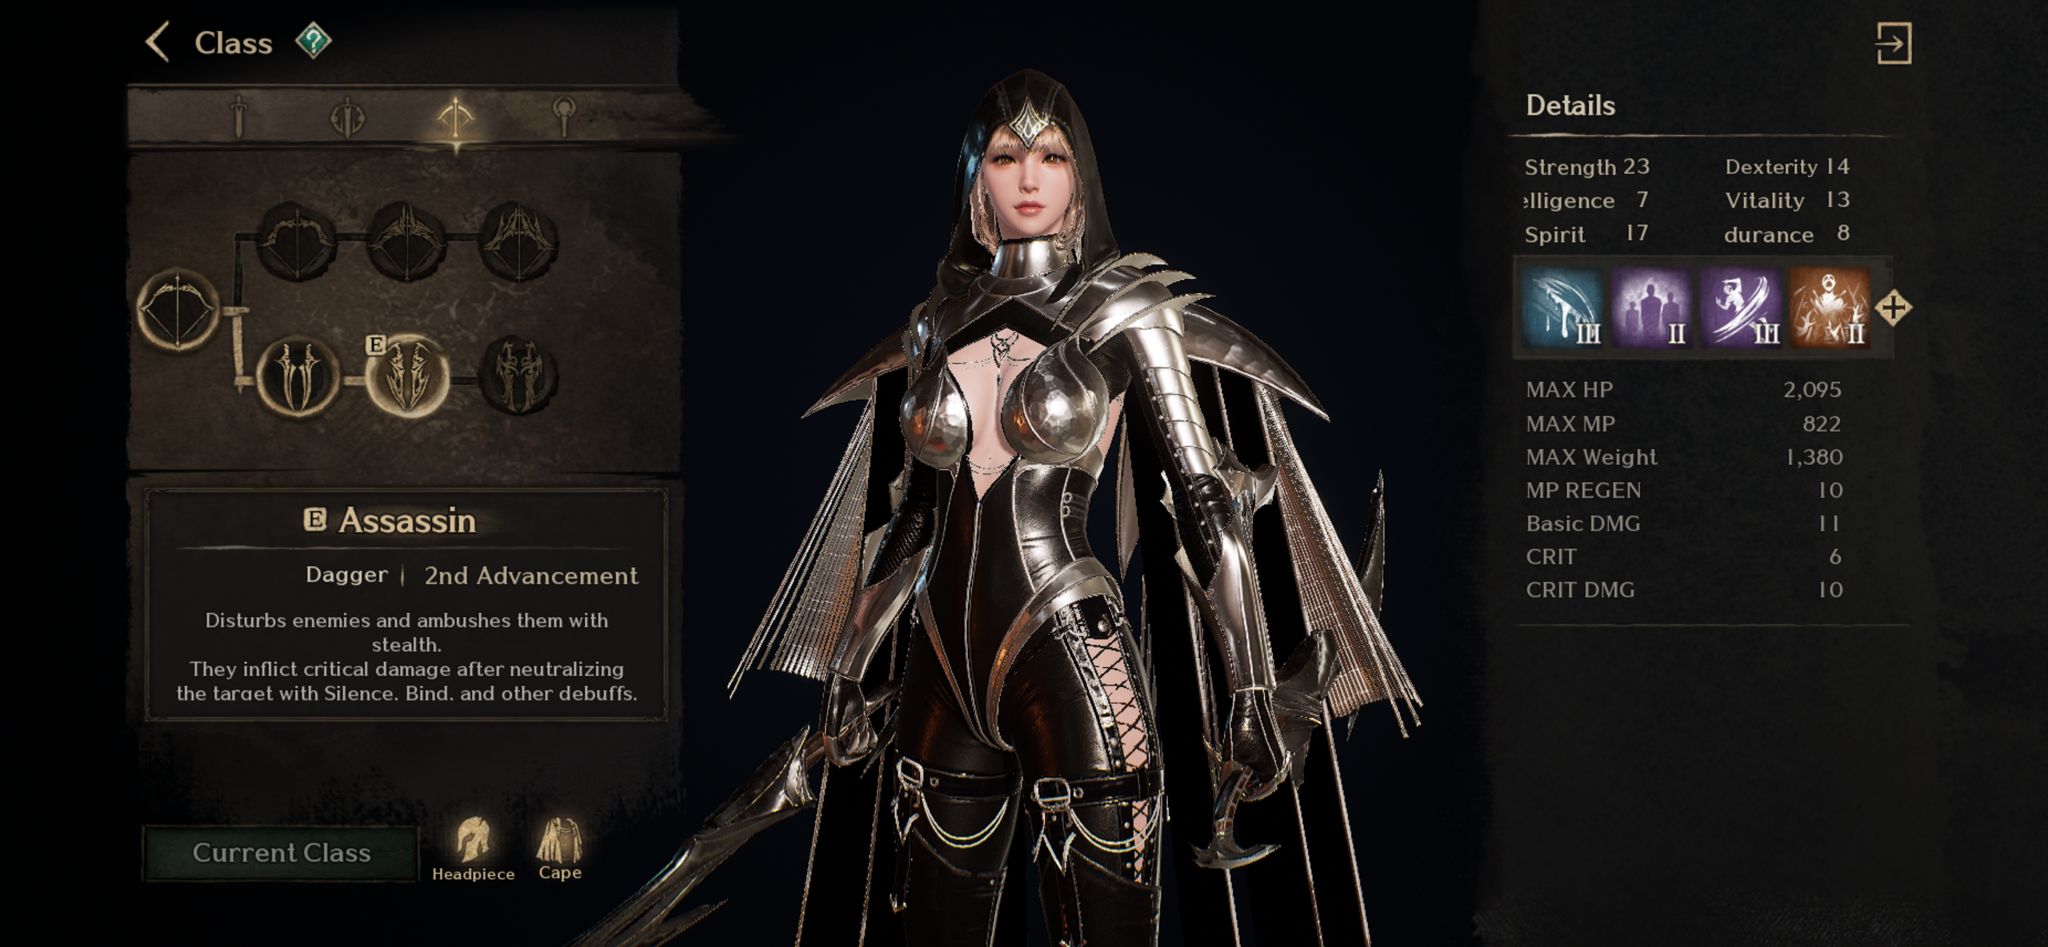 Class
?
Details
Strength 23 Dexterity 14
elligence 7 Vitality 13
Spirit 17 durance 8
III II III II
E
MAX HP 2,095
MAX MP 822
MAX Weight 1,380
MP REGEN 10
Basic DMG 11
CRIT 6
CRIT DMG 10
E Assassin
Dagger | 2nd Advancement
Disturbs enemies and ambushes them with
stealth.
They inflict critical damage after neutralizing
the target with Silence, Bind, and other debuffs.
Current Class
Headpiece
Cape